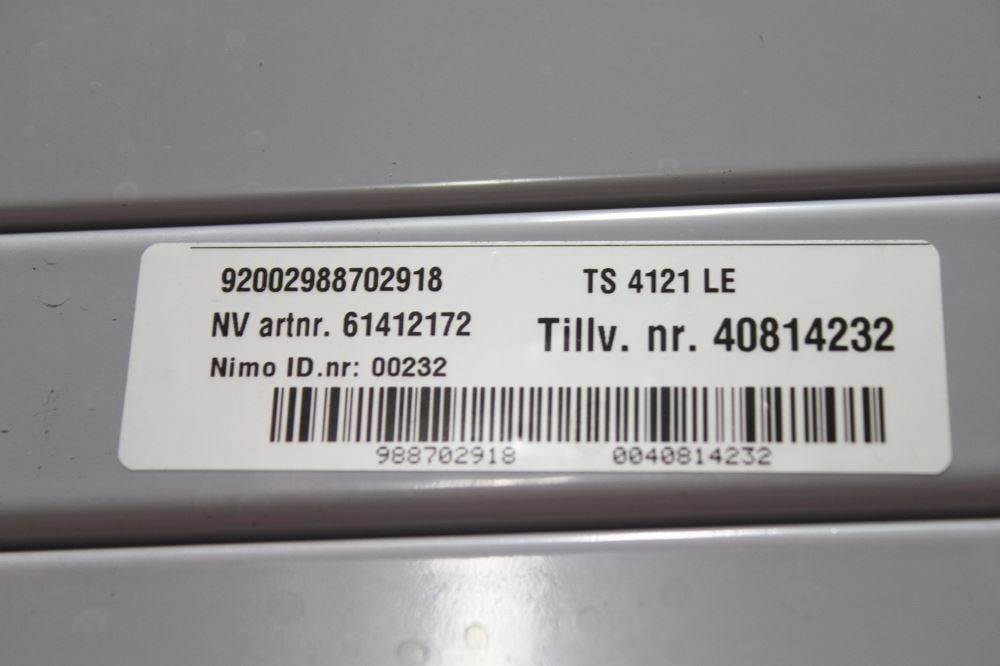 92002988702918 TS 4121 LE
NV artnr. 61412172 Tillv. nr. 40814232
Nimo ID.nr: 00232
988702918 0040814232